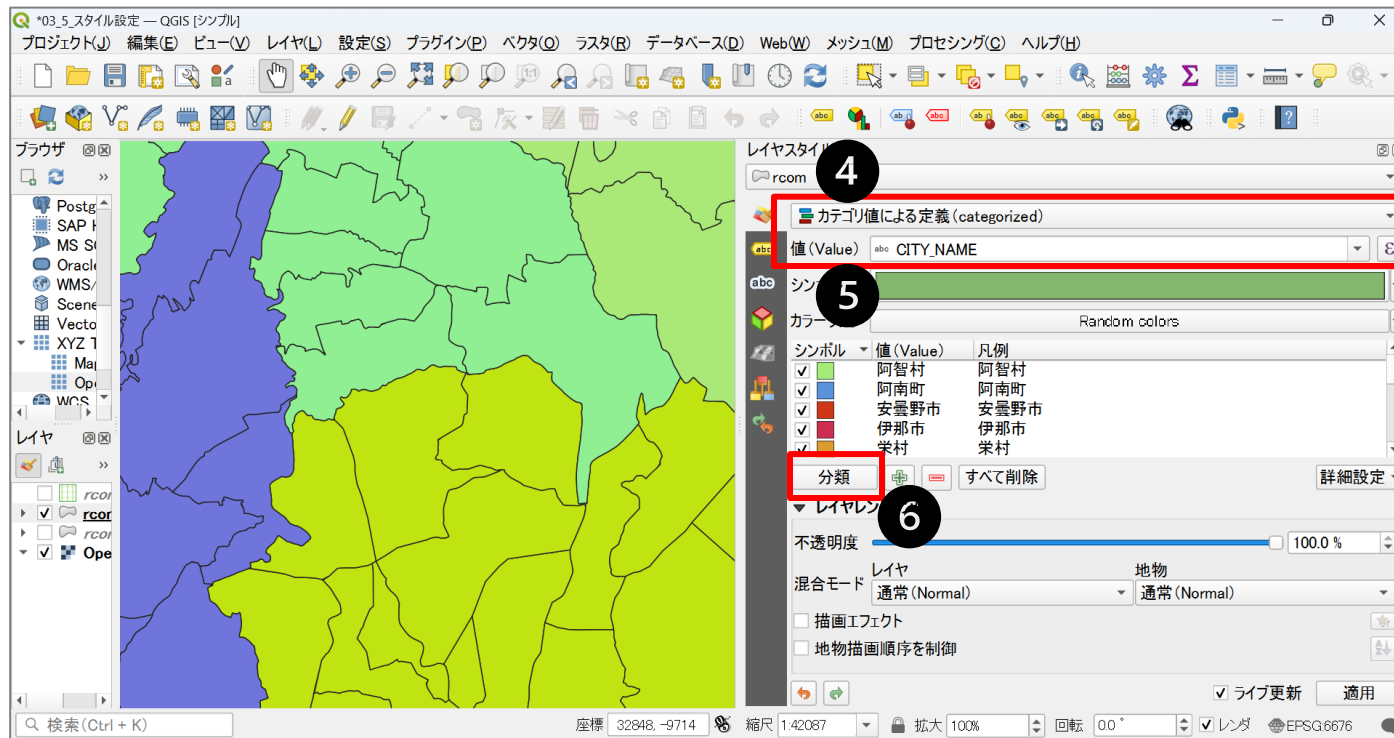 *03_5_スタイル設定 — QGIS [シンプル]
プロジェクト(J) 編集(E) ビュー(V) レイヤ(L) 設定(S) プラグイン(P) ベクタ(O) ラスタ(R) データベース(D) Web(W) メッシュ(M) プロセシング(C) ヘルプ(H)
ブラウザ
Postg
SAP H
MS S
Oracle
WMS/
Scene
Vecto
XYZ T
Ma
Ope
WCS
レイヤ
rco
rcor
rcor
Ope
レイヤスタイル
rcom
4
カテゴリ値による定義(categorized)
値(Value) abc CITY_NAME ε
5
シン
カラー
Random colors
シンボル 値(Value) 凡例
阿智村 阿智村
阿南町 阿南町
安曇野市 安曇野市
伊那市 伊那市
栄村 栄村
分類 すべて削除 詳細設定
6
レイヤレン
不透明度 100.0 %
レイヤ 地物
混合モード 通常(Normal) 通常(Normal)
描画エフェクト
地物描画順序を制御
ライブ更新 適用
検索(Ctrl + K) 座標 32848, -9714 縮尺 1:42087 拡大 100% 回転 0.0 ° レンダ EPSG:6676